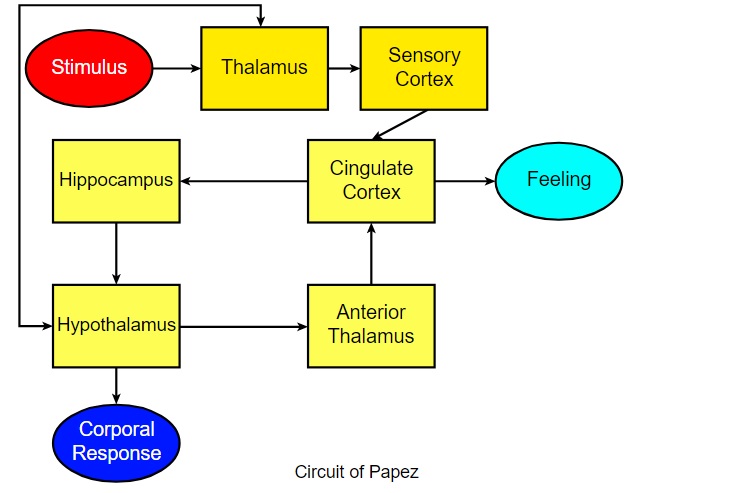 Stimulus
Thalamus
Sensory
Cortex
Hippocampus
Cingulate
Cortex
Feeling
Hypothalamus
Anterior
Thalamus
Corporal
Response
Circuit of Papez